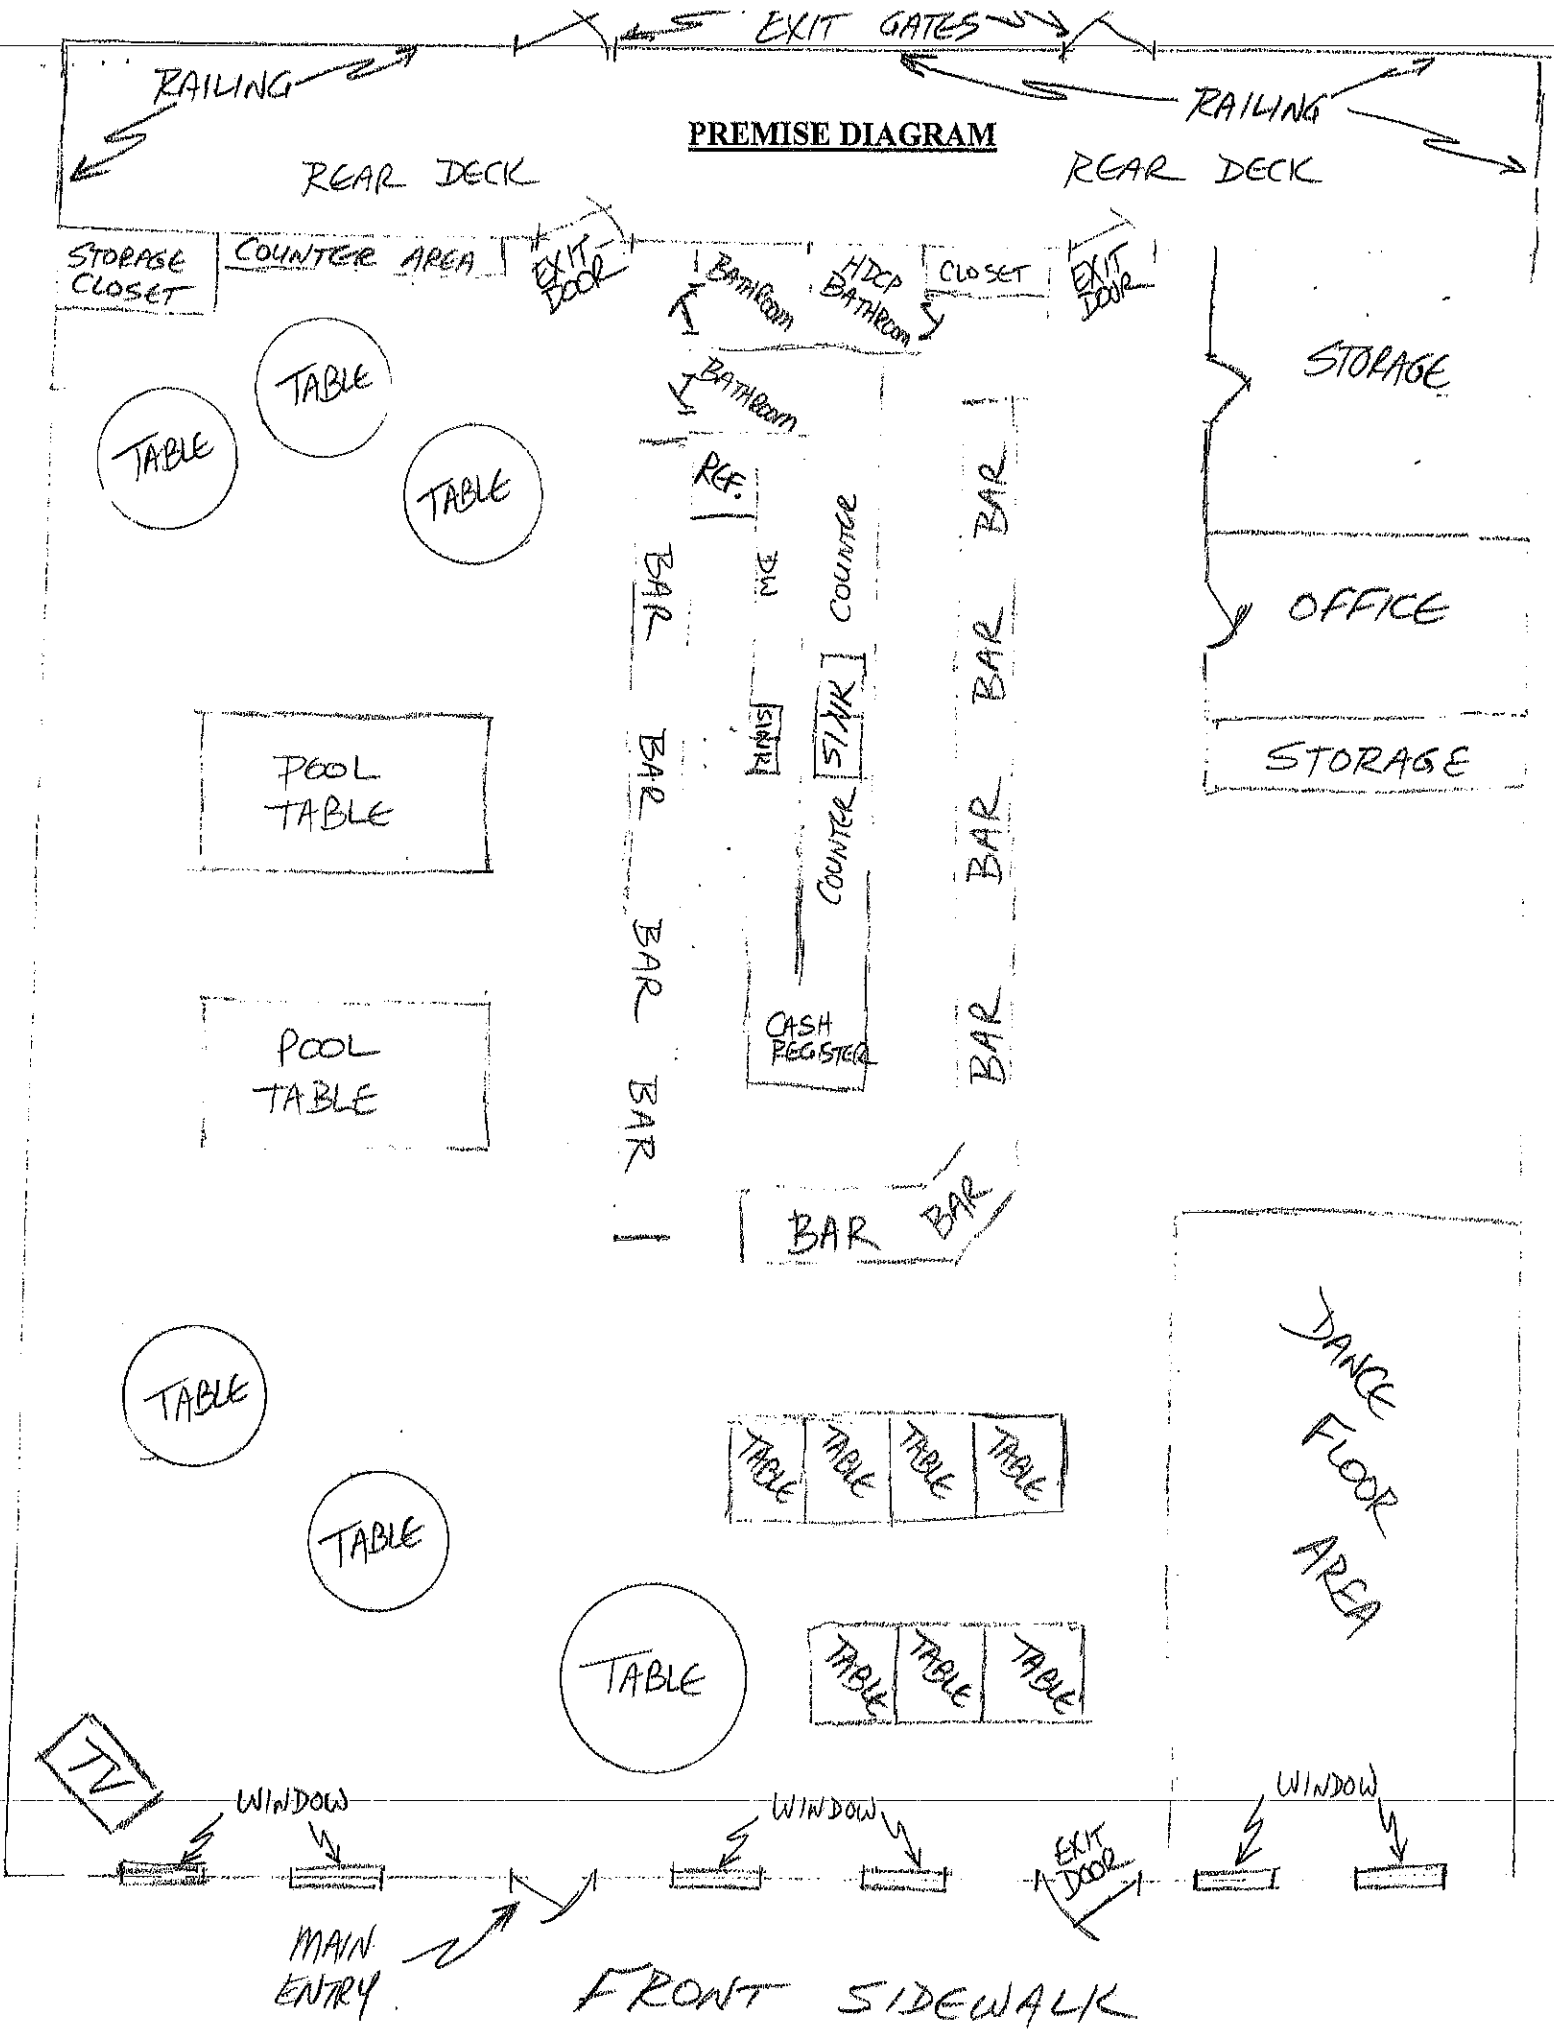 EXIT GATES
RAILING
RAILING
PREMISE DIAGRAM
REAR DECK
REAR DECK
STORAGE
CLOSET
COUNTER AREA
EXIT
DOOR
BATHROOM
HDCP
BATHROOM
CLOSET
EXIT
DOOR
STORAGE
TABLE
TABLE
TABLE
BATHROOM
REF.
BAR
DW
COUNTER
BAR
BAR
OFFICE
POOL
TABLE
BAR
SINK
SINK
COUNTER
BAR
STORAGE
POOL
TABLE
BAR
BAR
CASH
REGISTER
BAR
BAR
BAR
DANCE
FLOOR
AREA
TABLE
TABLE
TABLE
TABLE
TABLE
TABLE
TABLE
TABLE
TABLE
TABLE
TV
WINDOW
WINDOW
WINDOW
EXIT
DOOR
MAIN
ENTRY
FRONT SIDEWALK